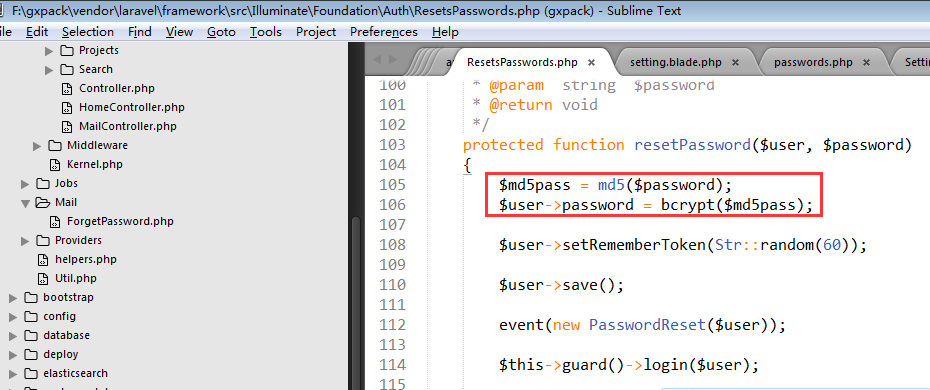 F:\gxpack\vendor\laravel\framework\src\Illuminate\Foundation\Auth\ResetsPasswords.php (gxpack) - Sublime Text
ile Edit Selection Find View Goto Tools Project Preferences Help
Projects
Search
Controller.php
HomeController.php
MailController.php
Middleware
Kernel.php
Jobs
Mail
ForgetPassword.php
Providers
helpers.php
Util.php
bootstrap
config
database
deploy
elasticsearch
a ResetsPasswords.php × setting.blade.php × passwords.php × Setti
100 * @param string $password
101 * @return void
102 */
103 protected function resetPassword($user, $password)
104 {
105 $md5pass = md5($password);
106 $user->password = bcrypt($md5pass);
107
108 $user->setRememberToken(Str::random(60));
109
110 $user->save();
111
112 event(new PasswordReset($user));
113
114 $this->guard()->login($user);
115